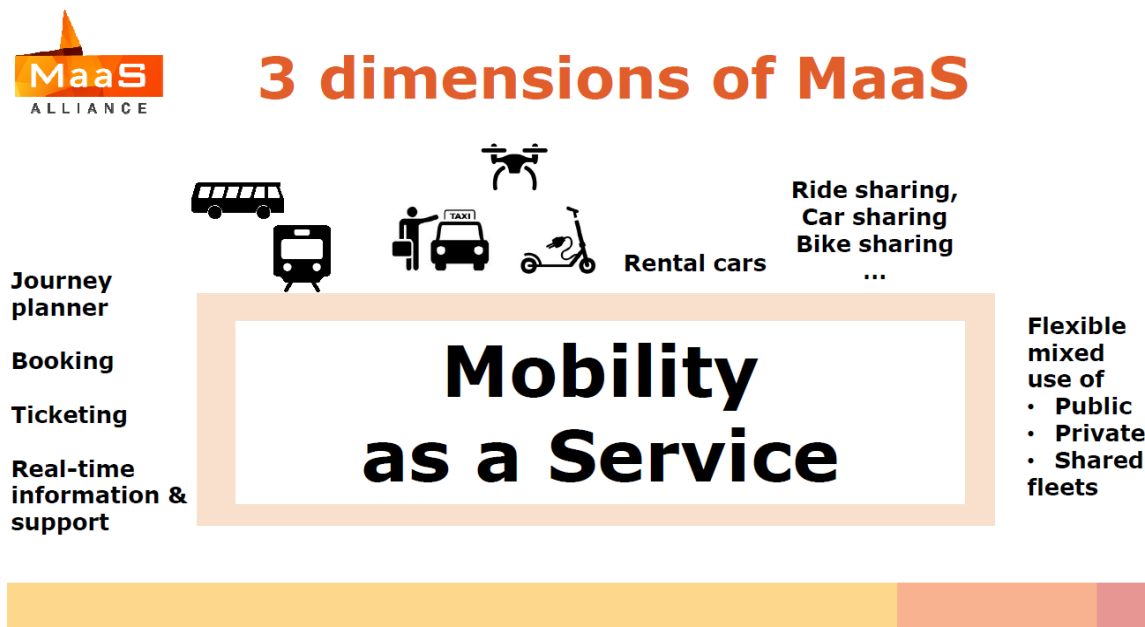 MaaS
ALLIANCE
3 dimensions of MaaS
TAXI
Rental cars
Ride sharing,
Car sharing
Bike sharing
...
Journey
planner
Booking
Ticketing
Real-time
information &
support
Mobility
as a Service
Flexible
mixed
use of
• Public
• Private
• Shared
fleets